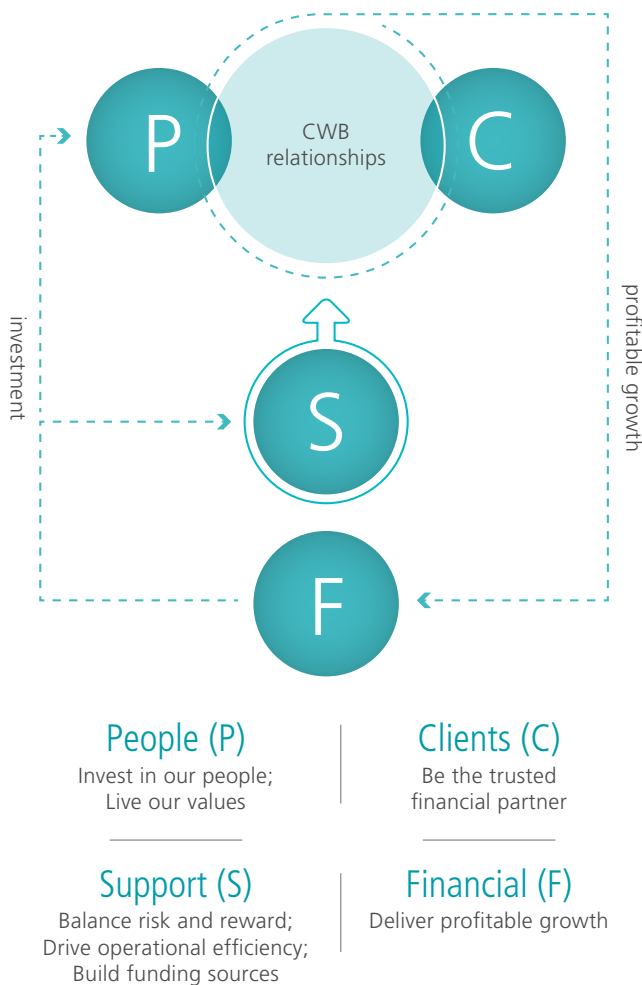 P
CWB
relationships
C
investment
profitable growth
S
F
People (P)
Invest in our people;
Live our values
Clients (C)
Be the trusted
financial partner
Support (S)
Balance risk and reward;
Drive operational efficiency;
Build funding sources
Financial (F)
Deliver profitable growth